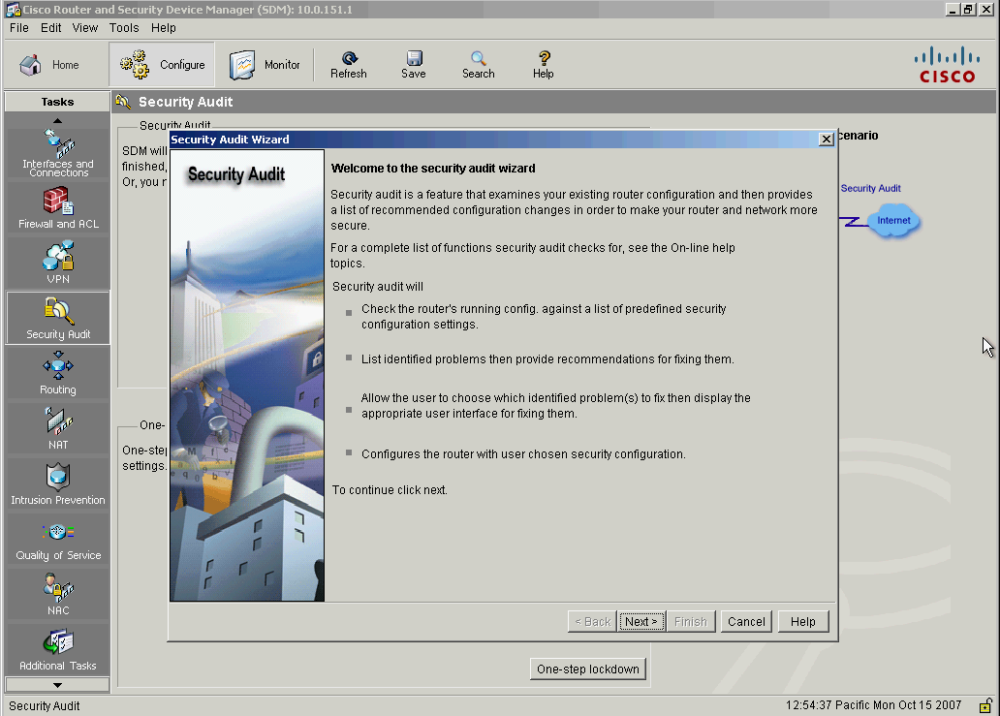 Cisco Router and Security Device Manager (SDM): 10.0.151.1
File Edit View Tools Help
Home Configure Monitor Refresh Save Search Help
CISCO
Tasks
Security Audit
Interfaces and
Connections
Firewall and ACL
VPN
Security Audit
Routing
NAT
Intrusion Prevention
Quality of Service
NAC
Additional Tasks
Security Audit
SDM will
finished,
Or, you r
One-
One-step
settings.
cenario
Security Audit
Internet
Security Audit Wizard
Security Audit
Welcome to the security audit wizard
Security audit is a feature that examines your existing router configuration and then provides
a list of recommended configuration changes in order to make your router and network more
secure.
For a complete list of functions security audit checks for, see the On-line help
topics.
Security audit will
Check the router's running config. against a list of predefined security
configuration settings.
List identified problems then provide recommendations for fixing them.
Allow the user to choose which identified problem(s) to fix then display the
appropriate user interface for fixing them.
Configures the router with user chosen security configuration.
To continue click next.
< Back Next > Finish Cancel Help
One-step lockdown
Security Audit
12:54:37 Pacific Mon Oct 15 2007